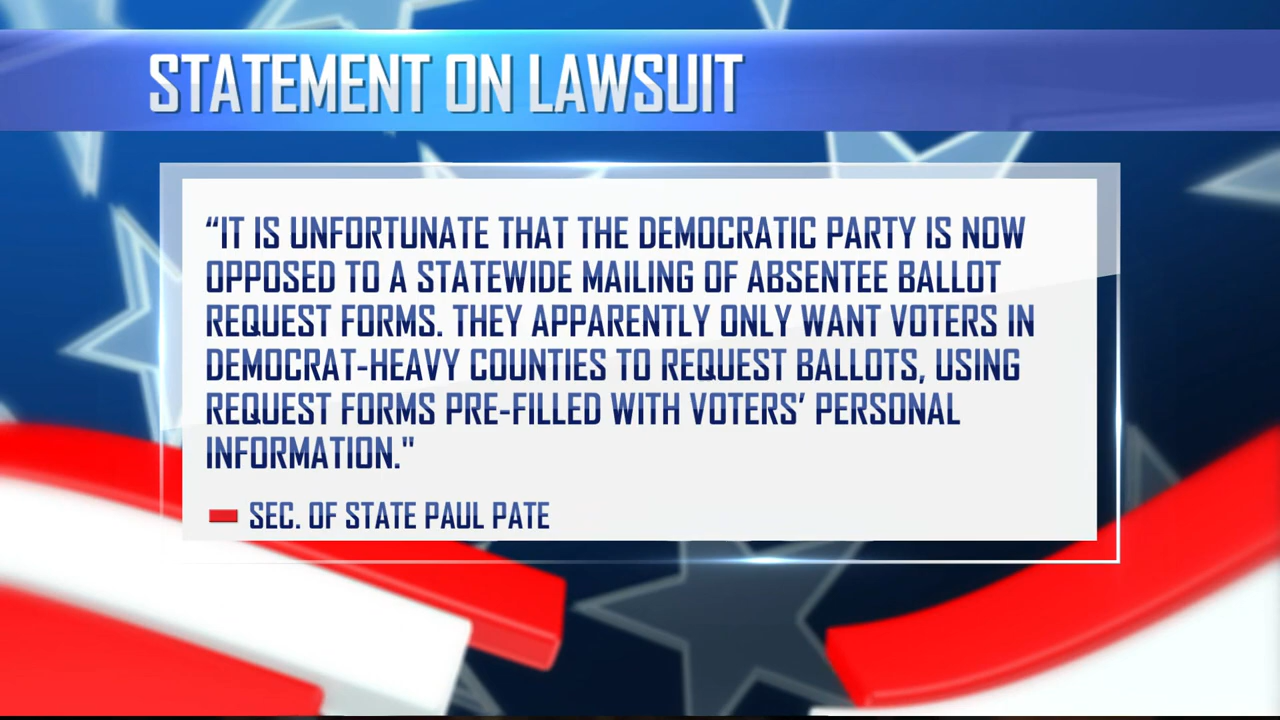 STATEMENT ON LAWSUIT
“IT IS UNFORTUNATE THAT THE DEMOCRATIC PARTY IS NOW
OPPOSED TO A STATEWIDE MAILING OF ABSENTEE BALLOT
REQUEST FORMS. THEY APPARENTLY ONLY WANT VOTERS IN
DEMOCRAT-HEAVY COUNTIES TO REQUEST BALLOTS, USING
REQUEST FORMS PRE-FILLED WITH VOTERS’ PERSONAL
INFORMATION."
SEC. OF STATE PAUL PATE